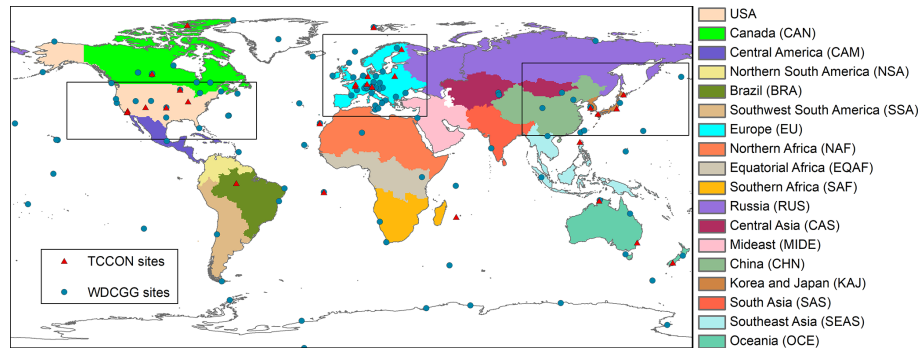 TCCON sites
WDCGG sites
USA
Canada (CAN)
Central America (CAM)
Northern South America (NSA)
Brazil (BRA)
Southwest South America (SSA)
Europe (EU)
Northern Africa (NAF)
Equatorial Africa (EQAF)
Southern Africa (SAF)
Russia (RUS)
Central Asia (CAS)
Mideast (MIDE)
China (CHN)
Korea and Japan (KAJ)
South Asia (SAS)
Southeast Asia (SEAS)
Oceania (OCE)